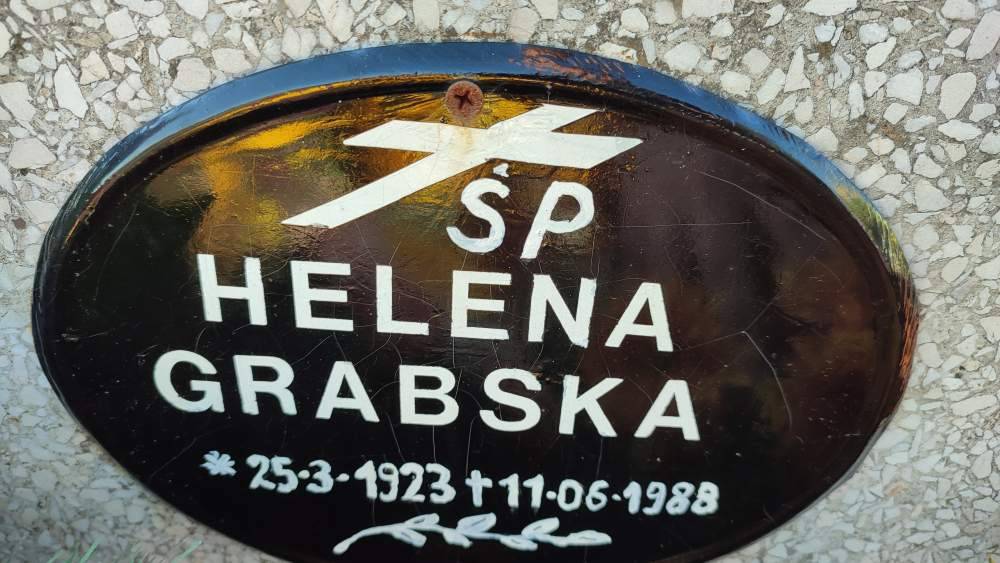 ŚP
HELENA
GRABSKA
* 25·3·1923 † 11·06·1988